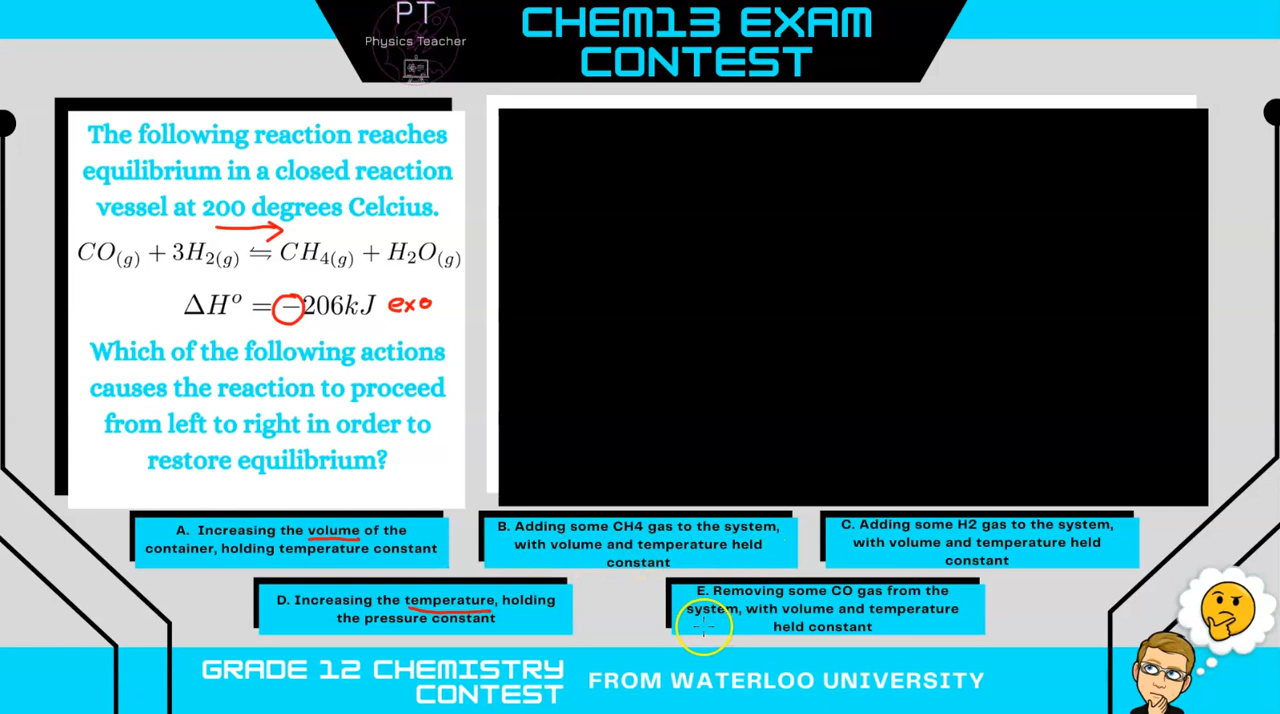 PT
Physics Teacher
CHEM13 EXAM
CONTEST
The following reaction reaches
equilibrium in a closed reaction
vessel at 200 degrees Celcius.
CO(g) + 3H2(g) ⇋ CH4(g) + H2O(g)
ΔH° = −206kJ exo
Which of the following actions
causes the reaction to proceed
from left to right in order to
restore equilibrium?
A. Increasing the volume of the
container, holding temperature constant
B. Adding some CH4 gas to the system,
with volume and temperature held
constant
C. Adding some H2 gas to the system,
with volume and temperature held
constant
D. Increasing the temperature, holding
the pressure constant
E. Removing some CO gas from the
system, with volume and temperature
held constant
GRADE 12 CHEMISTRY
CONTEST
FROM WATERLOO UNIVERSITY